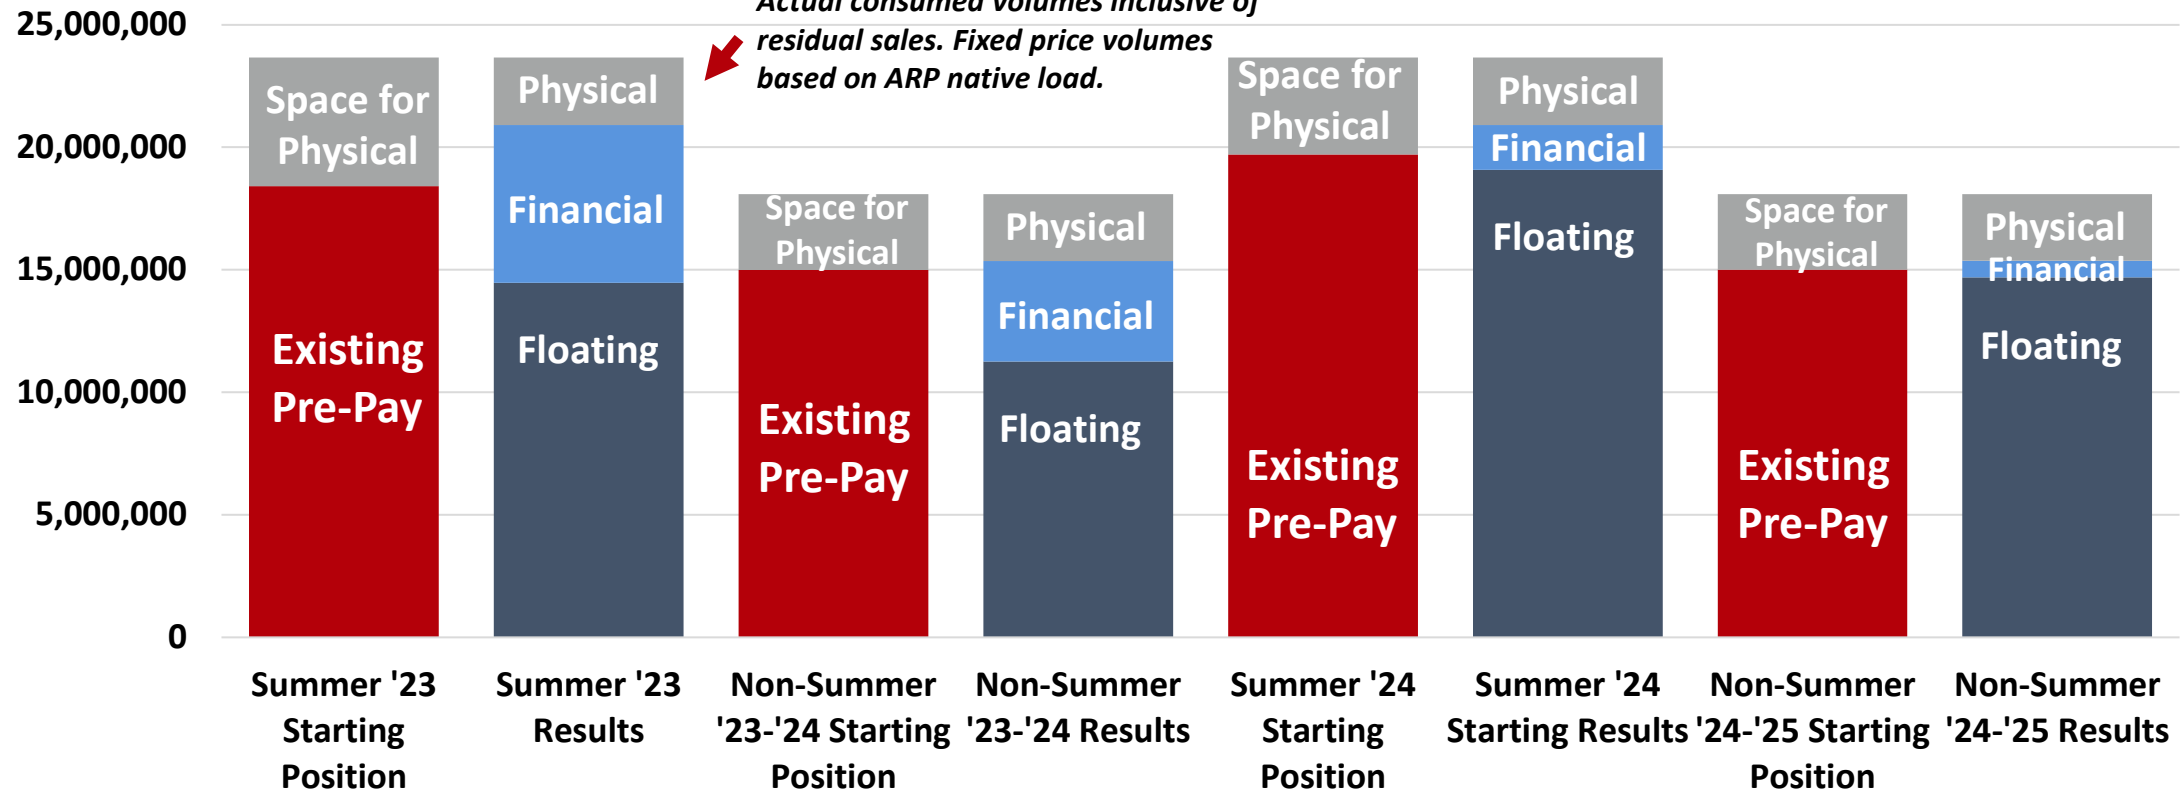 Actual consumed volumes inclusive of
residual sales. Fixed price volumes
based on ARP native load.
25,000,000
20,000,000
15,000,000
10,000,000
5,000,000
0
Space for
Physical
Existing
Pre-Pay
Physical
Financial
Floating
Space for
Physical
Existing
Pre-Pay
Physical
Financial
Floating
Space for
Physical
Existing
Pre-Pay
Physical
Financial
Floating
Space for
Physical
Existing
Pre-Pay
Physical
Financial
Floating
Summer '23
Starting
Position
Summer '23
Results
Non-Summer
'23-'24 Starting
Position
Non-Summer
'23-'24 Results
Summer '24
Starting
Position
Summer '24
Starting Results
Non-Summer
'24-'25 Starting
Position
Non-Summer
'24-'25 Results